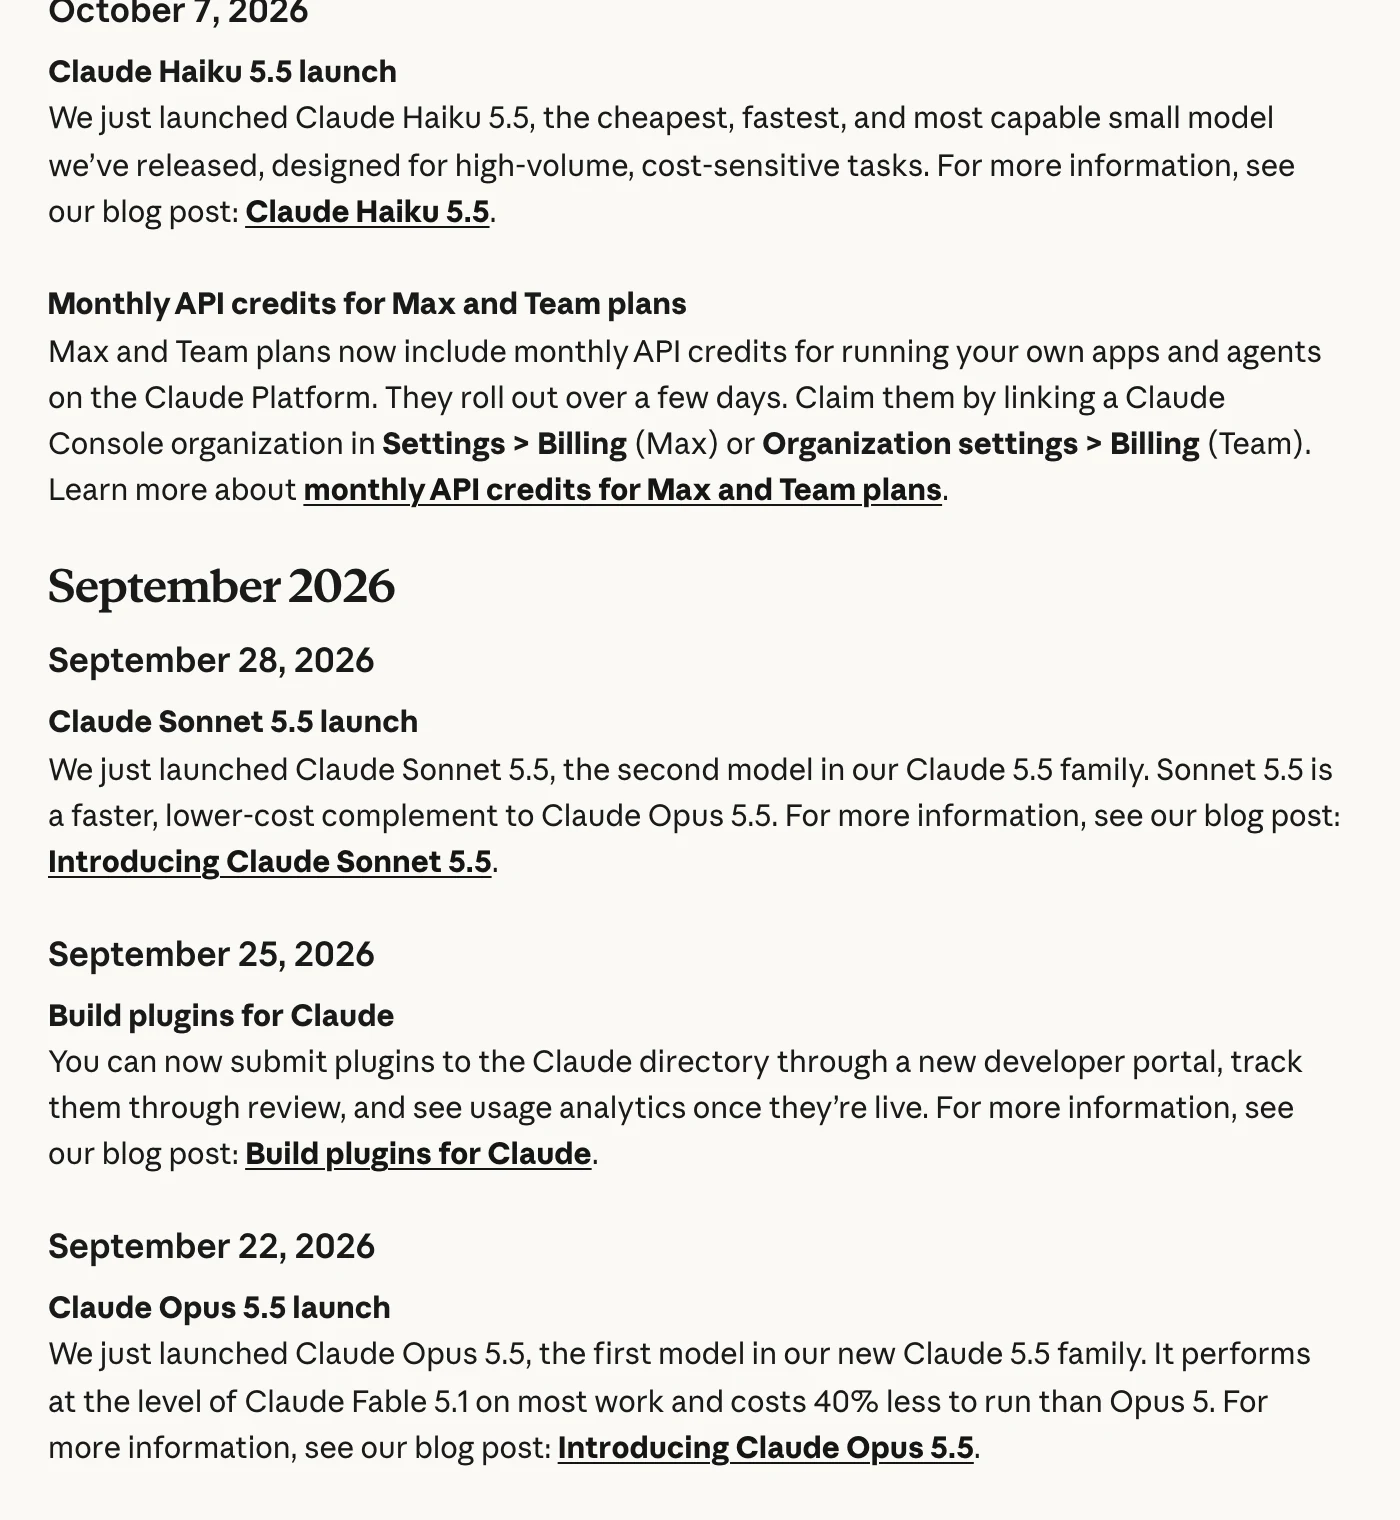 October 7, 2026
Claude Haiku 5.5 launch
We just launched Claude Haiku 5.5, the cheapest, fastest, and most capable small model
we’ve released, designed for high-volume, cost-sensitive tasks. For more information, see
our blog post: Claude Haiku 5.5.
Monthly API credits for Max and Team plans
Max and Team plans now include monthly API credits for running your own apps and agents
on the Claude Platform. They roll out over a few days. Claim them by linking a Claude
Console organization in Settings > Billing (Max) or Organization settings > Billing (Team).
Learn more about monthly API credits for Max and Team plans.
September 2026
September 28, 2026
Claude Sonnet 5.5 launch
We just launched Claude Sonnet 5.5, the second model in our Claude 5.5 family. Sonnet 5.5 is
a faster, lower-cost complement to Claude Opus 5.5. For more information, see our blog post:
Introducing Claude Sonnet 5.5.
September 25, 2026
Build plugins for Claude
You can now submit plugins to the Claude directory through a new developer portal, track
them through review, and see usage analytics once they’re live. For more information, see
our blog post: Build plugins for Claude.
September 22, 2026
Claude Opus 5.5 launch
We just launched Claude Opus 5.5, the first model in our new Claude 5.5 family. It performs
at the level of Claude Fable 5.1 on most work and costs 40% less to run than Opus 5. For
more information, see our blog post: Introducing Claude Opus 5.5.